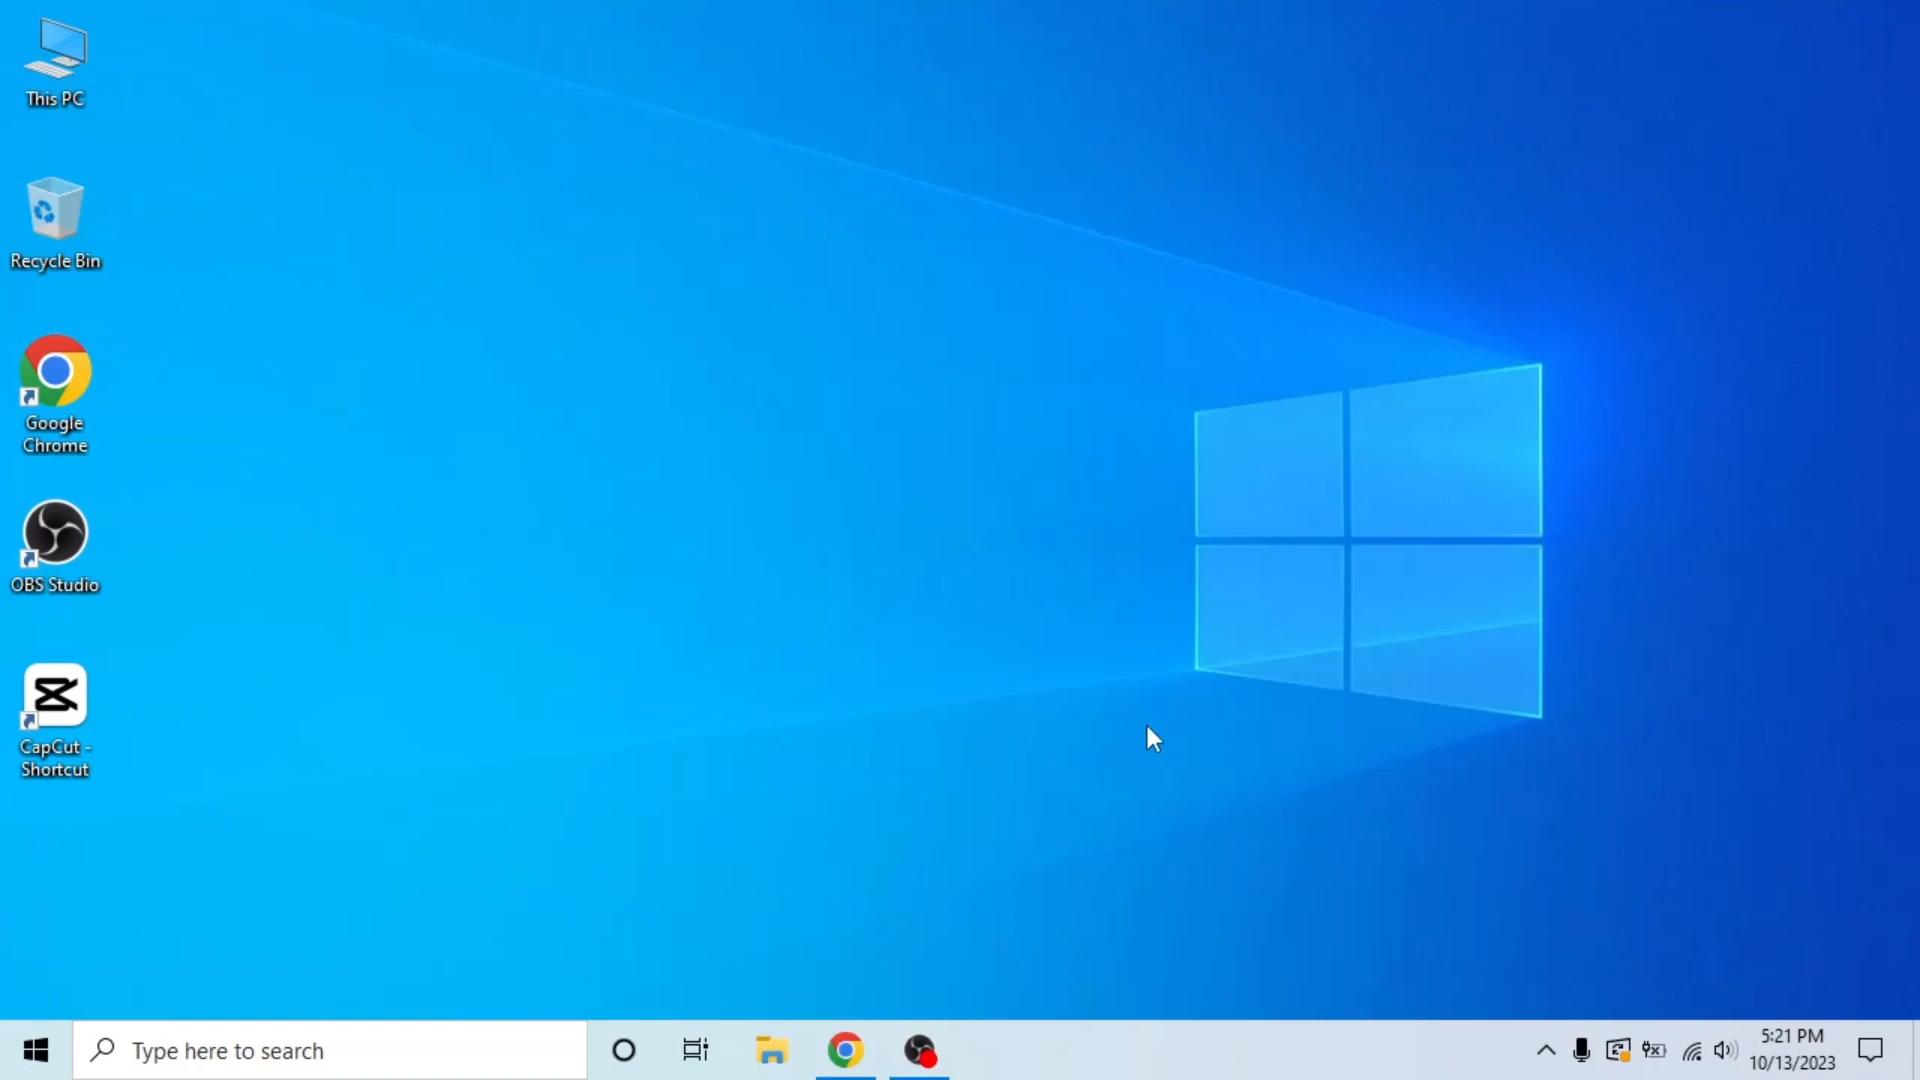 This PC
Recycle Bin
Google
Chrome
OBS Studio
CapCut -
Shortcut
Type here to search
5:21 PM
10/13/2023